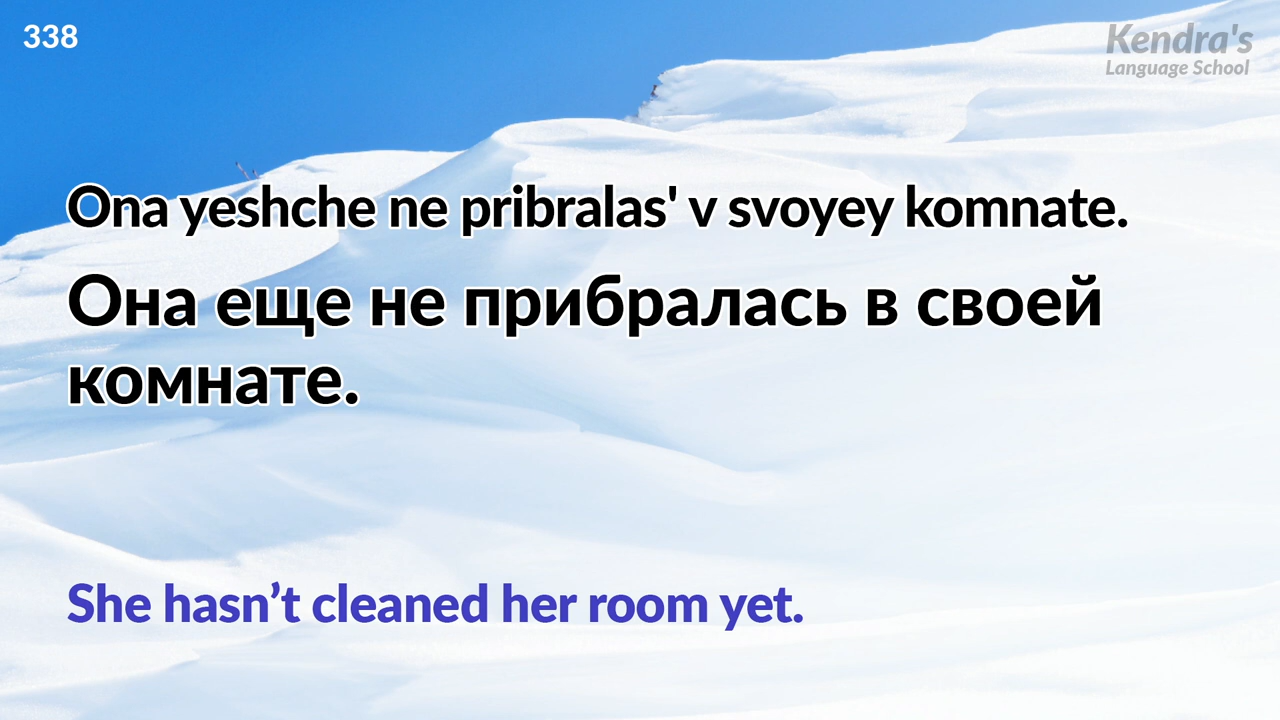 338
Kendra's
Language School
Ona yeshche ne pribralas' v svoyey komnate.
Она еще не прибралась в своей
комнате.
She hasn’t cleaned her room yet.